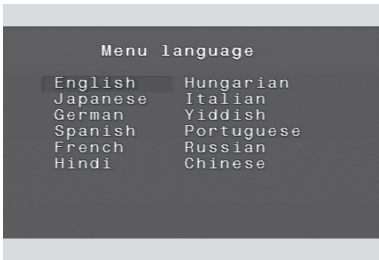 Menu language
English Hungarian
Japanese Italian
German Yiddish
Spanish Portuguese
French Russian
Hindi Chinese